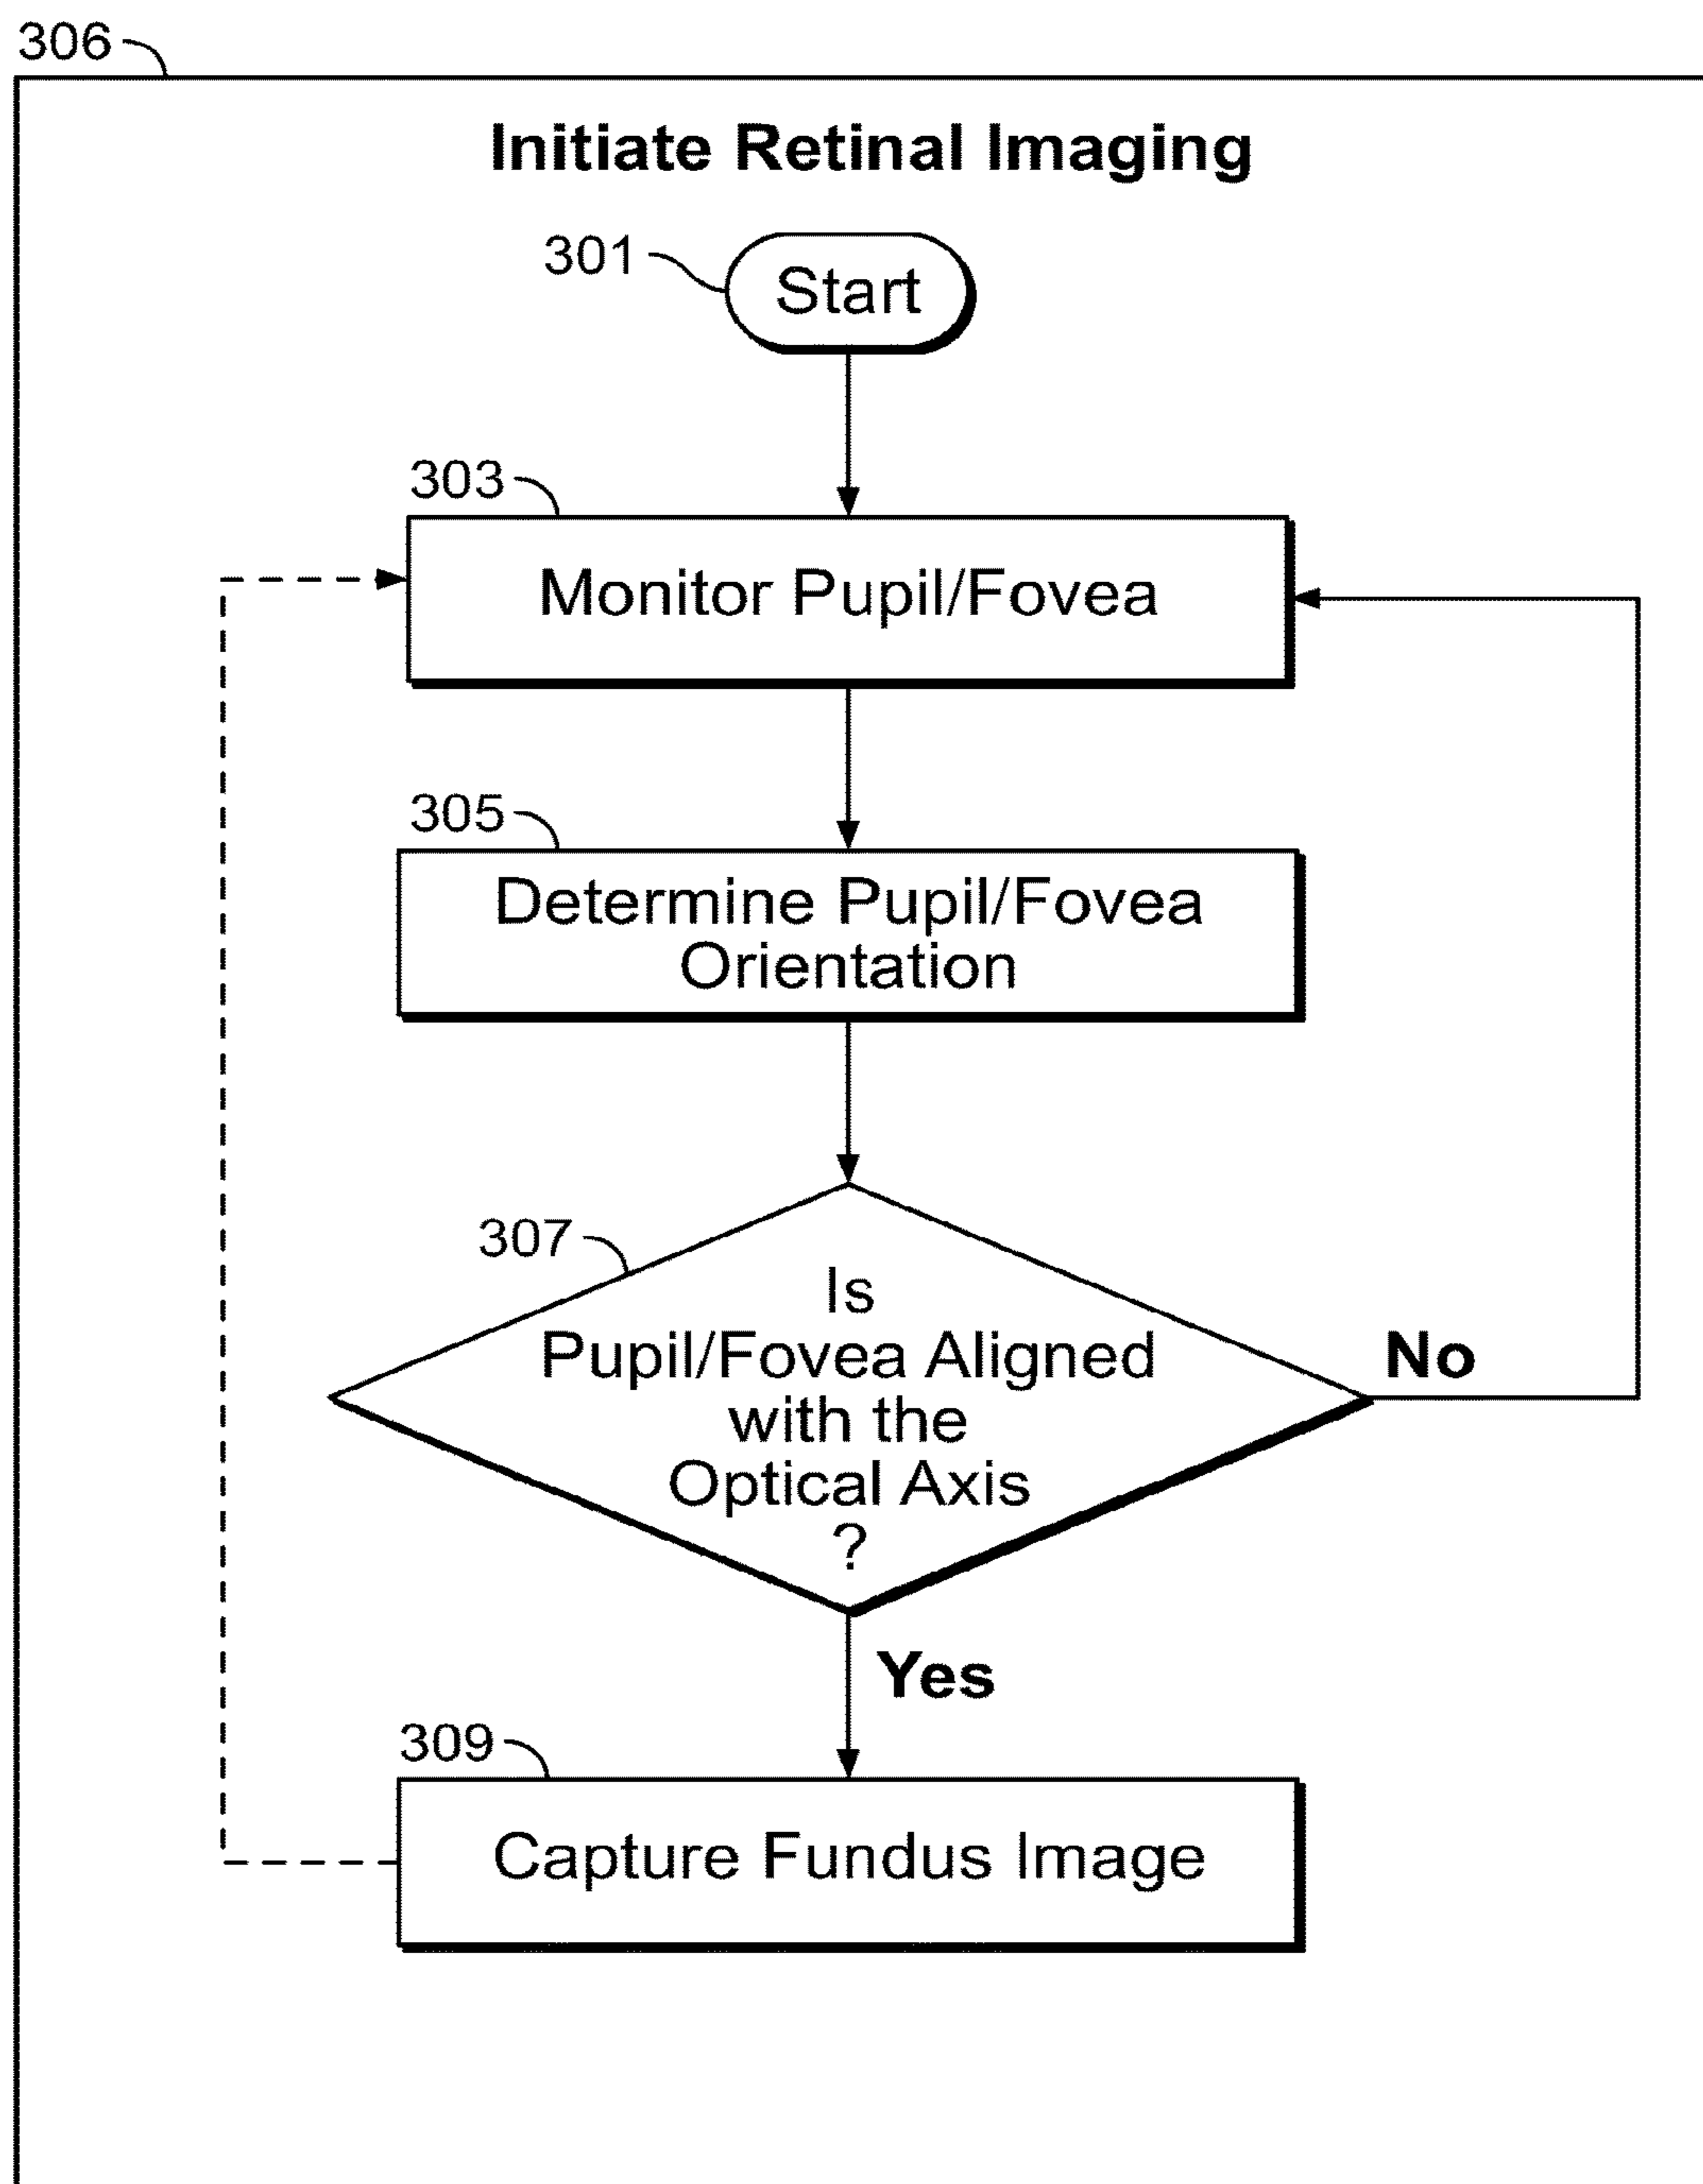 306
Initiate Retinal Imaging
301
Start
303
Monitor Pupil/Fovea
305
Determine Pupil/Fovea
Orientation
307
Is
Pupil/Fovea Aligned
with the
Optical Axis
?
No
Yes
309
Capture Fundus Image